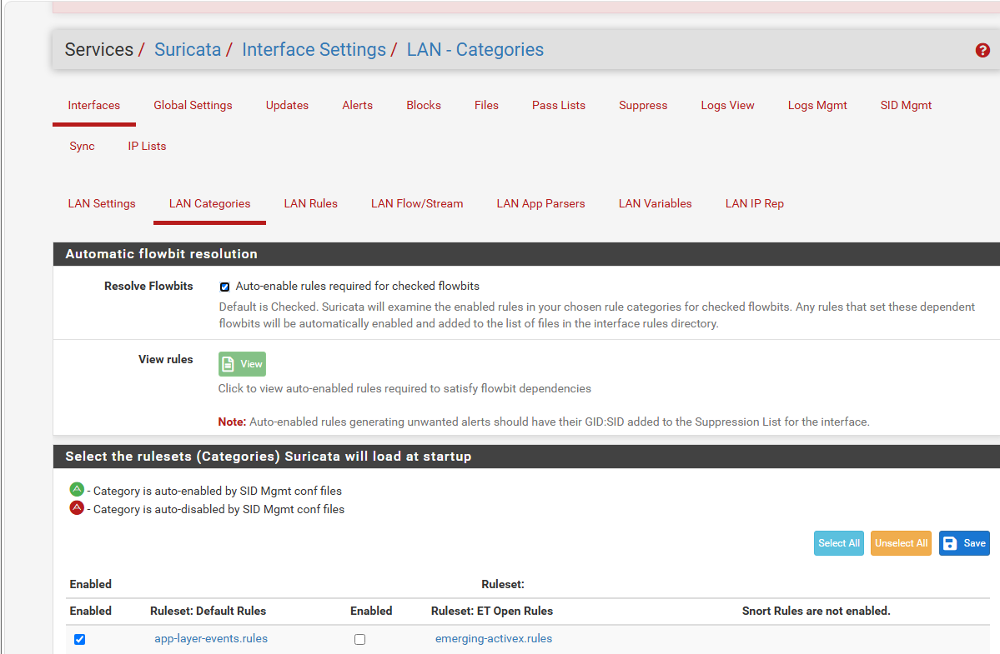 Services / Suricata / Interface Settings / LAN - Categories ?
Interfaces Global Settings Updates Alerts Blocks Files Pass Lists Suppress Logs View Logs Mgmt SID Mgmt
Sync IP Lists
LAN Settings LAN Categories LAN Rules LAN Flow/Stream LAN App Parsers LAN Variables LAN IP Rep
Automatic flowbit resolution
Resolve Flowbits Auto-enable rules required for checked flowbits
Default is Checked. Suricata will examine the enabled rules in your chosen rule categories for checked flowbits. Any rules that set these dependent
flowbits will be automatically enabled and added to the list of files in the interface rules directory.
View rules View
Click to view auto-enabled rules required to satisfy flowbit dependencies
Note: Auto-enabled rules generating unwanted alerts should have their GID:SID added to the Suppression List for the interface.
Select the rulesets (Categories) Suricata will load at startup
- Category is auto-enabled by SID Mgmt conf files
- Category is auto-disabled by SID Mgmt conf files
Select All Unselect All Save
Enabled Ruleset:
Enabled Ruleset: Default Rules Enabled Ruleset: ET Open Rules Snort Rules are not enabled.
app-layer-events.rules emerging-activex.rules